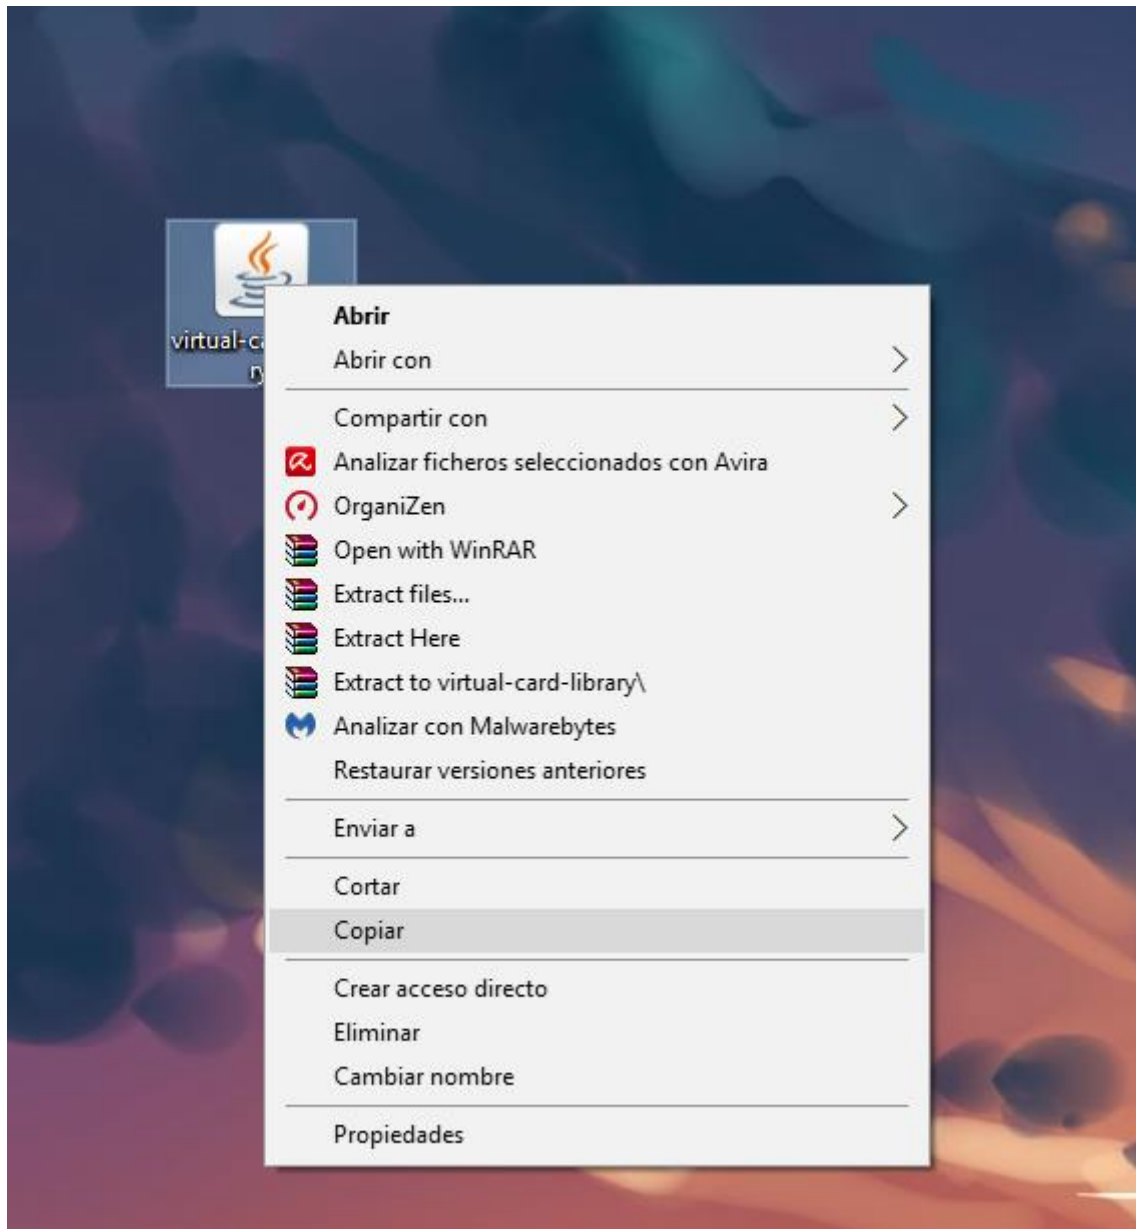 virtual-ca
ry
Abrir
Abrir con
Compartir con
Analizar ficheros seleccionados con Avira
OrganiZen
Open with WinRAR
Extract files...
Extract Here
Extract to virtual-card-library\
Analizar con Malwarebytes
Restaurar versiones anteriores
Enviar a
Cortar
Copiar
Crear acceso directo
Eliminar
Cambiar nombre
Propiedades